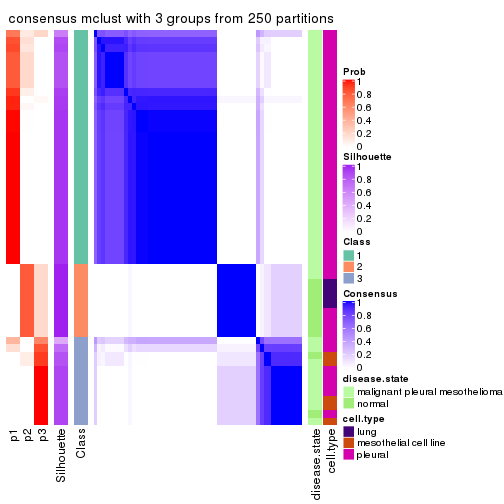 consensus mclust with 3 groups from 250 partitions
Prob
1
0.8
0.6
0.4
0.2
0
Silhouette
1
0.8
0.6
0.4
0.2
0
Class
1
2
3
Consensus
1
0.8
0.6
0.4
0.2
0
disease.state
malignant pleural mesothelioma
normal
cell.type
lung
mesothelial cell line
pleural
p1
p2
p3
Silhouette
Class
disease.state
cell.type